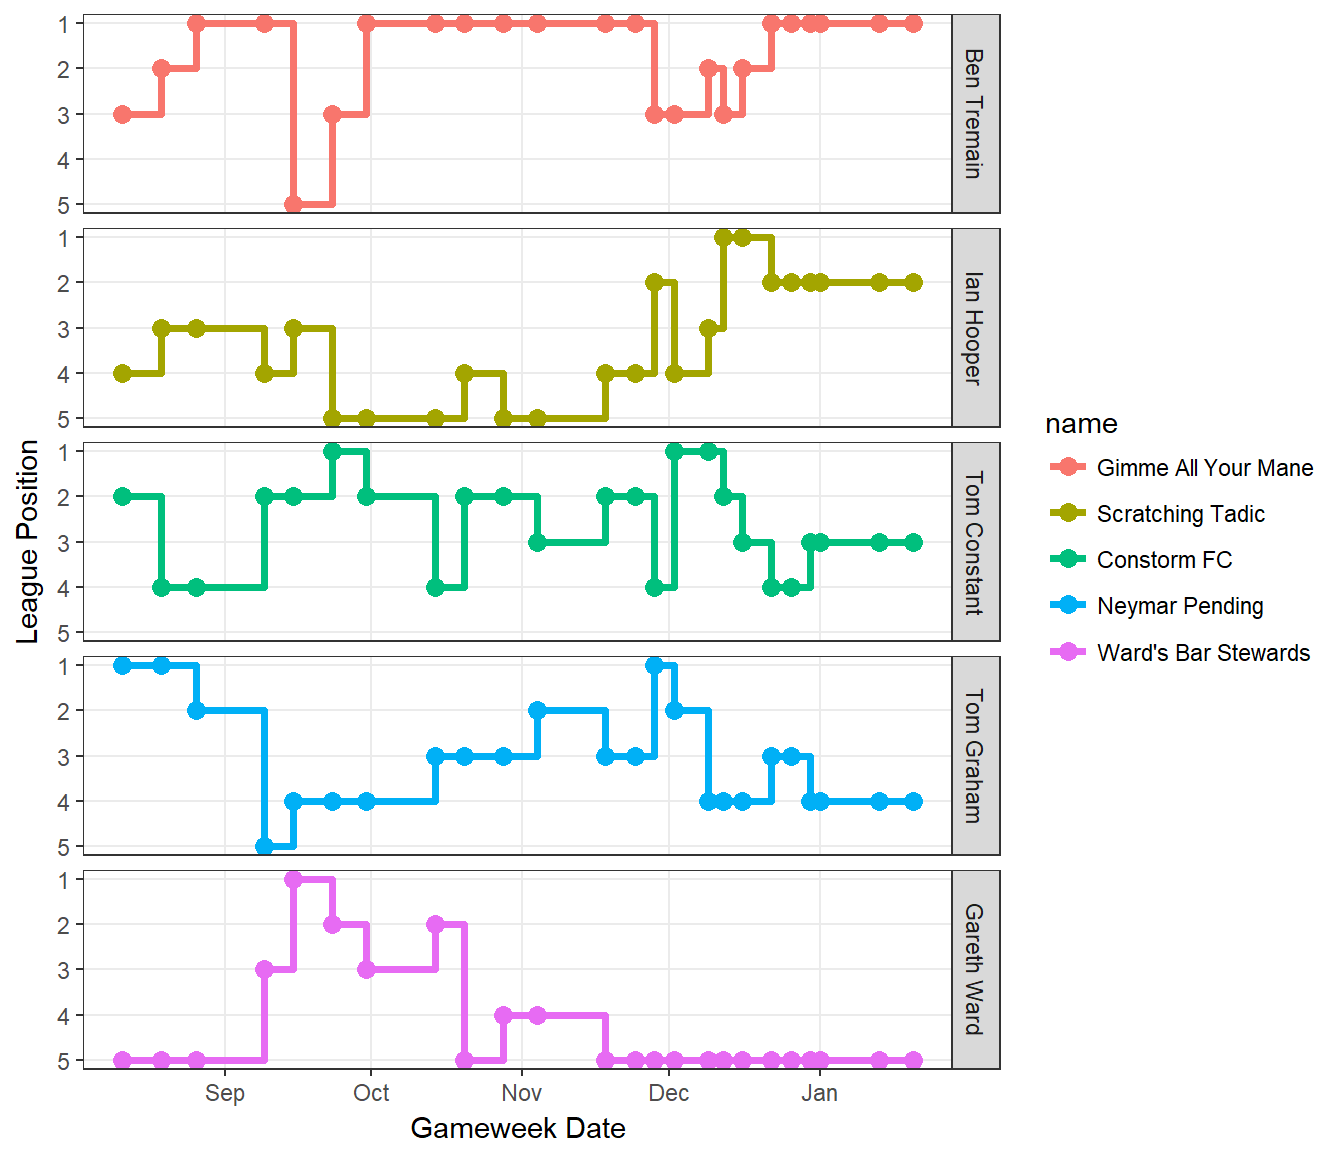 1
2
3
4
5
Ben Tremain
1
2
3
4
5
Ian Hooper
1
2
3
4
5
Tom Constant
1
2
3
4
5
Tom Graham
1
2
3
4
5
Gareth Ward
League Position
Sep Oct Nov Dec Jan
Gameweek Date
name
Gimme All Your Mane
Scratching Tadic
Constorm FC
Neymar Pending
Ward's Bar Stewards